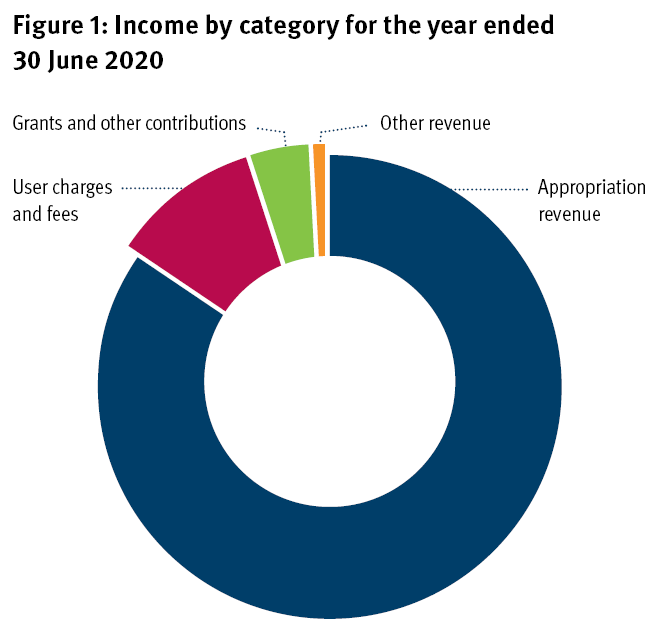 Figure 1: Income by category for the year ended
30 June 2020
Grants and other contributions
Other revenue
User charges
and fees
Appropriation
revenue